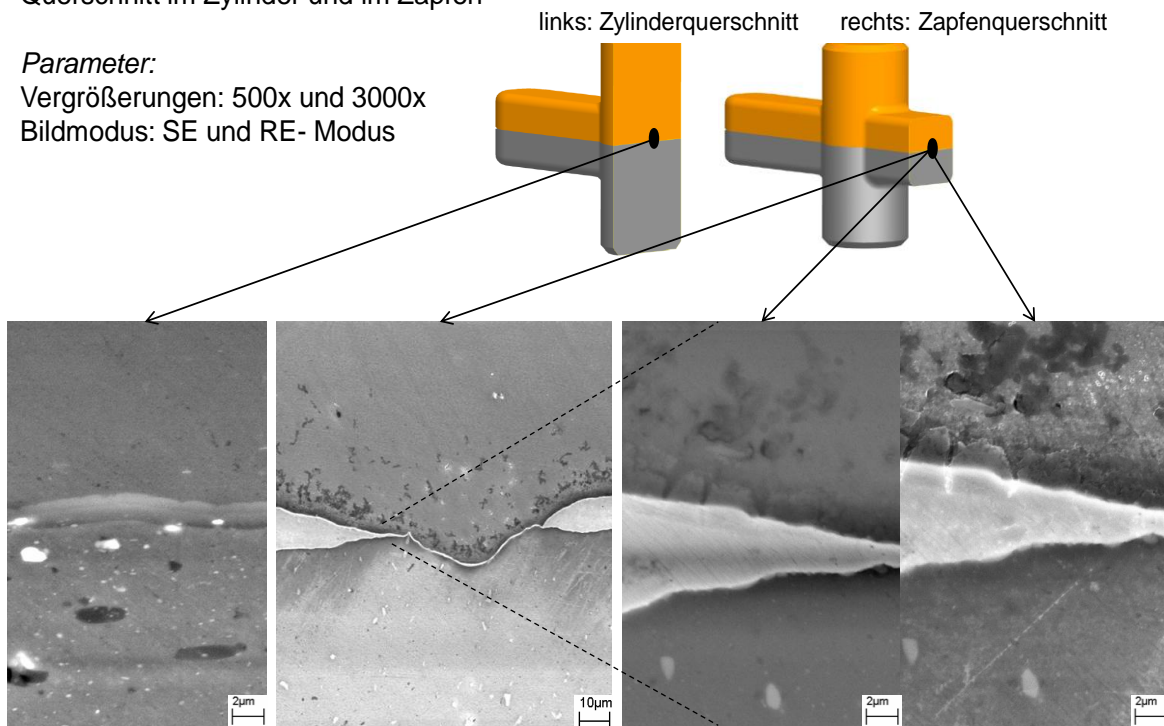 Querschnitt im Zylinder und im Zapfen
links: Zylinderquerschnitt rechts: Zapfenquerschnitt
Parameter:
Vergrößerungen: 500x und 3000x
Bildmodus: SE und RE- Modus
2µm
10µm
2µm
2µm